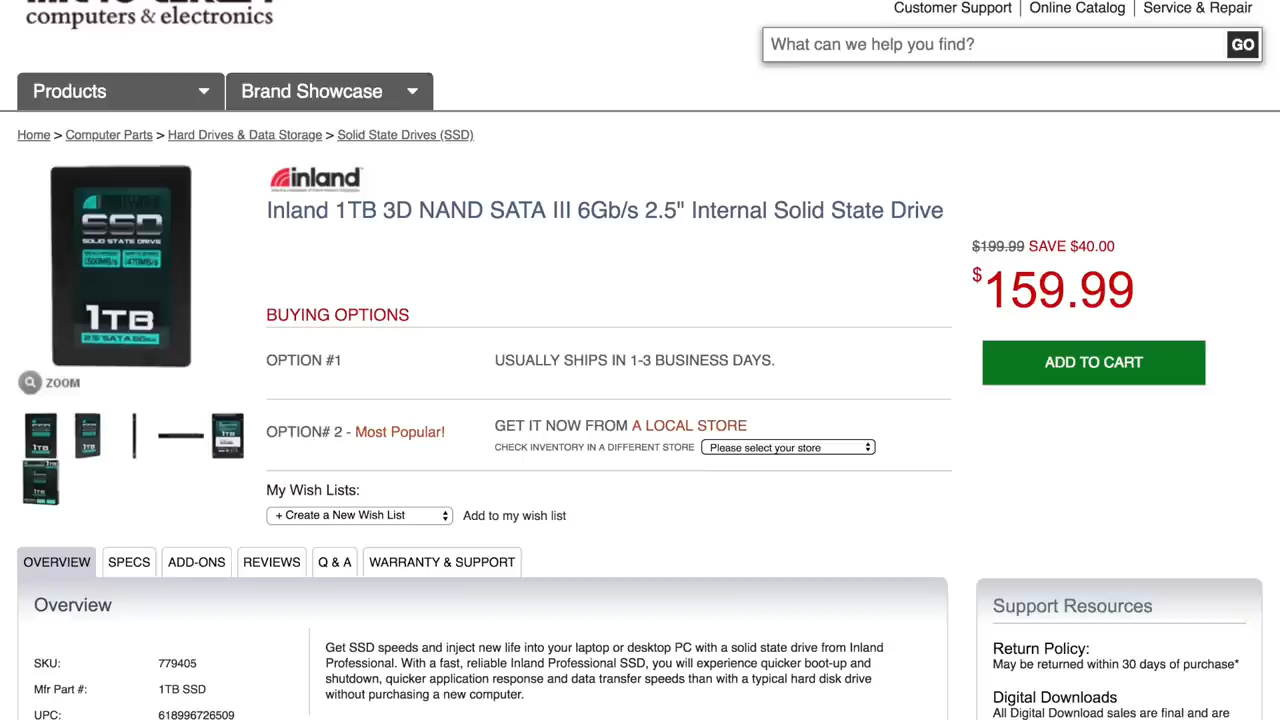 computers & electronics
Customer Support
Online Catalog
Service & Repair
What can we help you find?
GO
Products
Brand Showcase
Home > Computer Parts > Hard Drives & Data Storage > Solid State Drives (SSD)
inland
Inland 1TB 3D NAND SATA III 6Gb/s 2.5" Internal Solid State Drive
SSD
SOLID STATE DRIVE
1TB
$199.99 SAVE $40.00
$159.99
ADD TO CART
BUYING OPTIONS
OPTION #1
USUALLY SHIPS IN 1-3 BUSINESS DAYS.
OPTION# 2 - Most Popular!
GET IT NOW FROM A LOCAL STORE
CHECK INVENTORY IN A DIFFERENT STORE
Please select your store
ZOOM
My Wish Lists:
+ Create a New Wish List
Add to my wish list
OVERVIEW
SPECS
ADD-ONS
REVIEWS
Q & A
WARRANTY & SUPPORT
Overview
SKU: 779405
Mfr Part #: 1TB SSD
UPC: 618996726509
Get SSD speeds and inject new life into your laptop or desktop PC with a solid state drive from Inland
Professional. With a fast, reliable Inland Professional SSD, you will experience quicker boot-up and
shutdown, quicker application response and data transfer speeds than with a typical hard disk drive
without purchasing a new computer.
Support Resources
Return Policy:
May be returned within 30 days of purchase*
Digital Downloads
All Digital Download sales are final and are